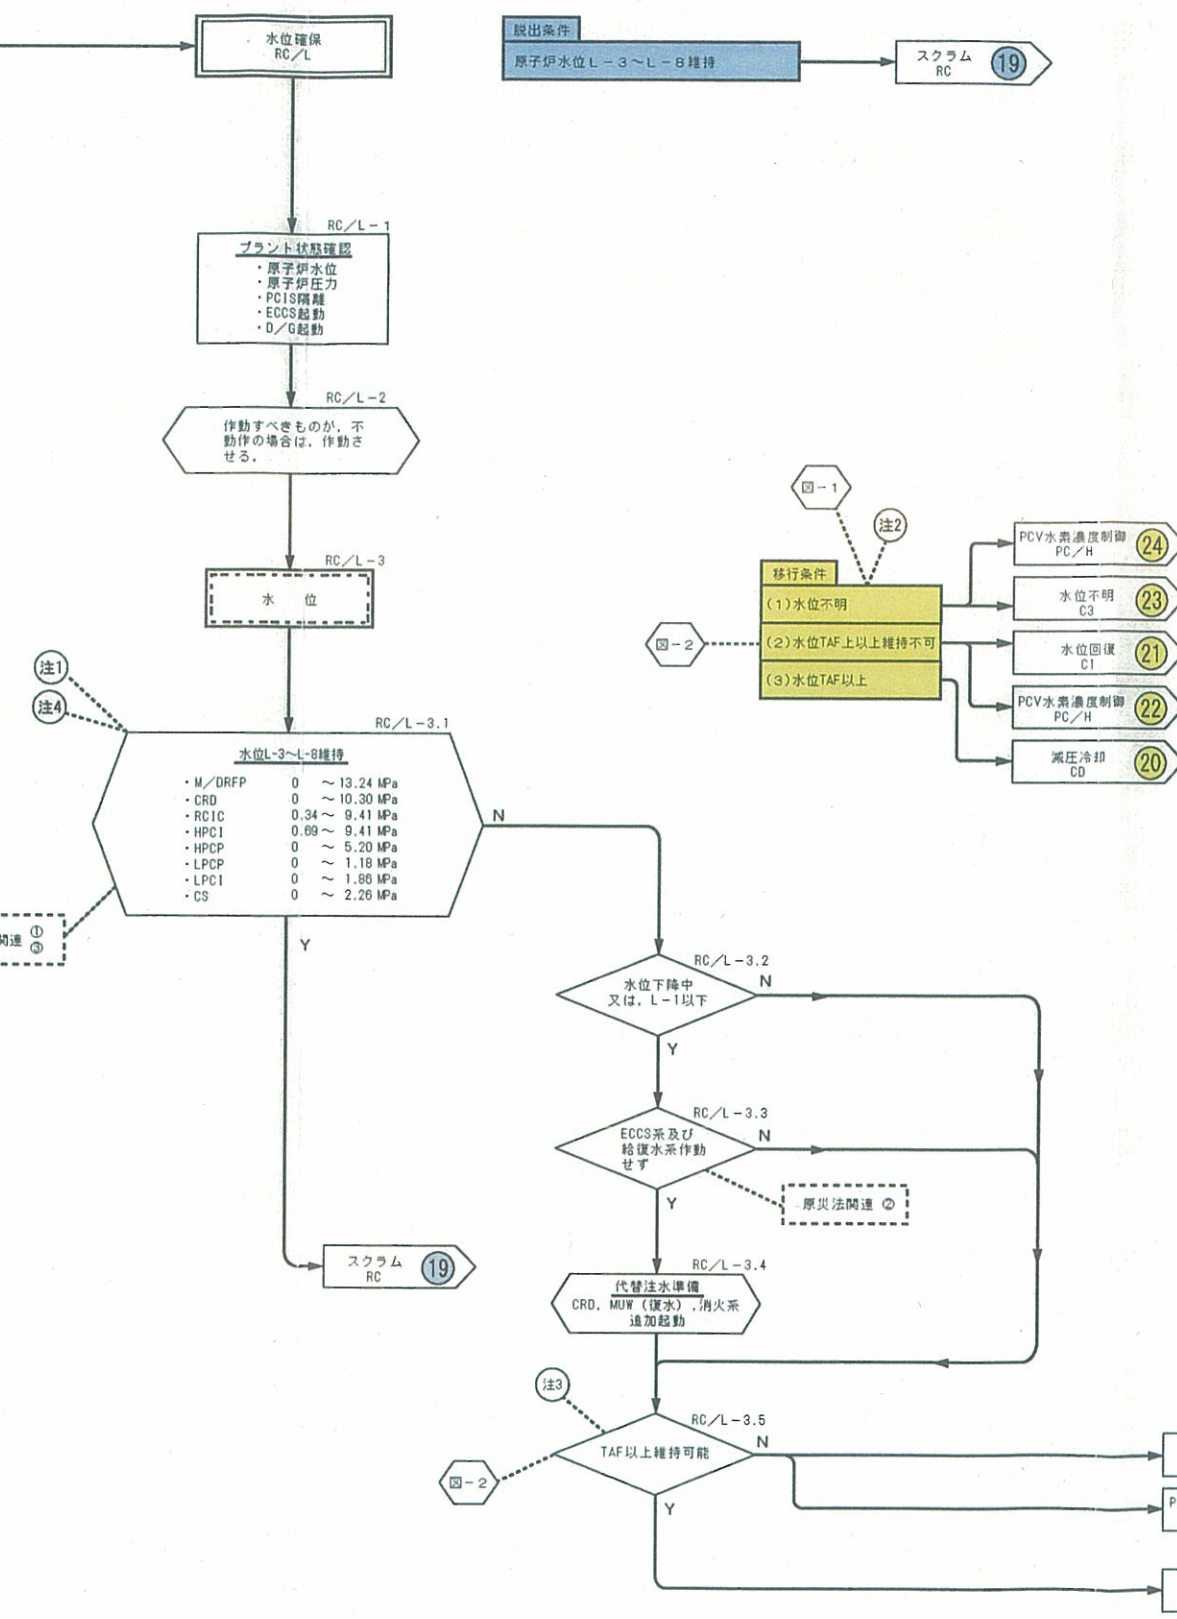 水位確保
RC/L
脱出条件
原子炉水位L-3~L-8維持
スクラム
RC
19
RC/L-1
プラント状態確認
・原子炉水位
・原子炉圧力
・PCIS隔離
・ECCS起動
・D/G起動
RC/L-2
作動すべきものが、不
動作の場合は、作動さ
せる。
RC/L-3
水 位
図-1
注2
移行条件
(1)水位不明
(2)水位TAF上以上維持不可
(3)水位TAF以上
図-2
PCV水素濃度制御
PC/H
24
水位不明
C3
23
水位回復
C1
21
PCV水素濃度制御
PC/H
22
減圧冷却
CD
20
注1
注4
RC/L-3.1
水位L-3~L-8維持
・M/DRFP 0 ~ 13.24 MPa
・CRD 0 ~ 10.30 MPa
・RCIC 0.34 ~ 9.41 MPa
・HPCI 0.69 ~ 9.41 MPa
・HPCP 0 ~ 5.20 MPa
・LPCP 0 ~ 1.18 MPa
・LPCI 0 ~ 1.86 MPa
・CS 0 ~ 2.26 MPa
N
Y
関連 ①
③
RC/L-3.2
水位下降中
又は、L-1以下
N
Y
RC/L-3.3
ECCS系及び
給復水系作動
せず
N
Y
原災法関連 ②
スクラム
RC
19
RC/L-3.4
代替注水準備
CRD、MUW(復水)、消火系
追加起動
注3
RC/L-3.5
TAF以上維持可能
N
Y
図-2
P